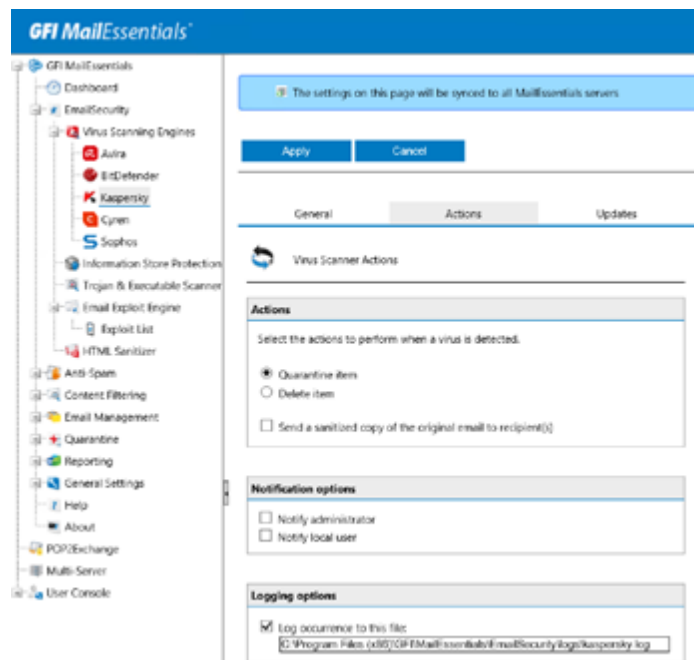 GFI MailEssentials
GFI MailEssentials
Dashboard
EmailSecurity
Virus Scanning Engines
Avira
BitDefender
Kaspersky
Cyren
Sophos
Information Store Protection
Trojan & Executable Scanner
Email Exploit Engine
Exploit List
HTML Sanitizer
Anti-Spam
Content Filtering
Email Management
Quarantine
Reporting
General Settings
Help
About
POP2Exchange
Multi-Server
User Console
The settings on this page will be synced to all MailEssentials servers
Apply Cancel
General Actions Updates
Virus Scanner Actions
Actions
Select the actions to perform when a virus is detected.
Quarantine item
Delete item
Send a sanitized copy of the original email to recipient(s)
Notification options
Notify administrator
Notify local user
Logging options
Log occurrence to this file:
C:\Program Files (x86)\GFI\MailEssentials\EmailSecurity\logs\kaspersky.log